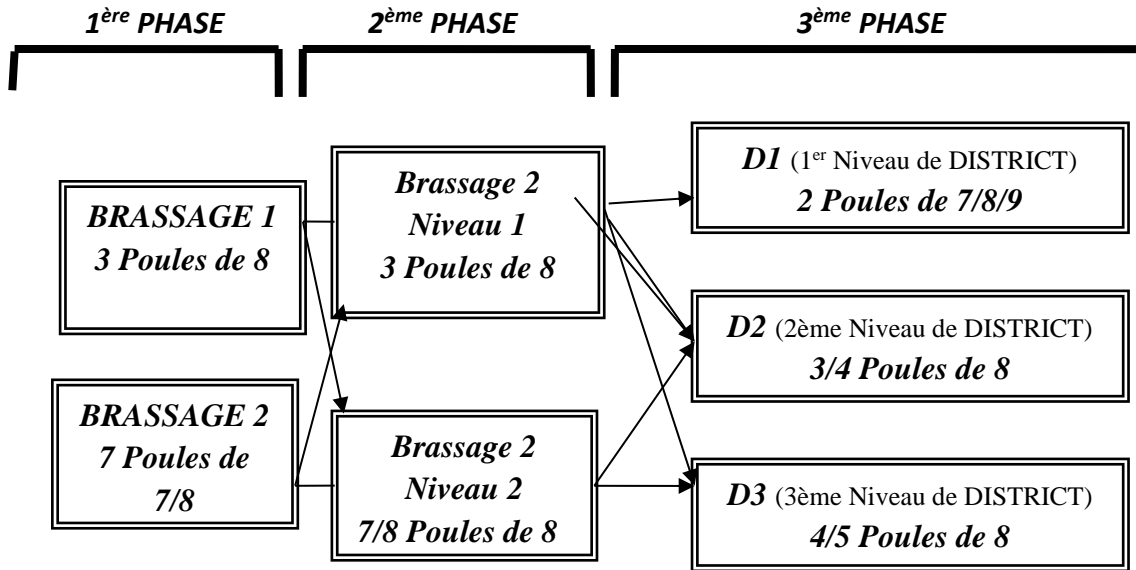 1ère PHASE
2ème PHASE
3ème PHASE
BRASSAGE 1
3 Poules de 8
BRASSAGE 2
7 Poules de
7/8
Brassage 2
Niveau 1
3 Poules de 8
Brassage 2
Niveau 2
7/8 Poules de 8
D1 (1er Niveau de DISTRICT)
2 Poules de 7/8/9
D2 (2ème Niveau de DISTRICT)
3/4 Poules de 8
D3 (3ème Niveau de DISTRICT)
4/5 Poules de 8